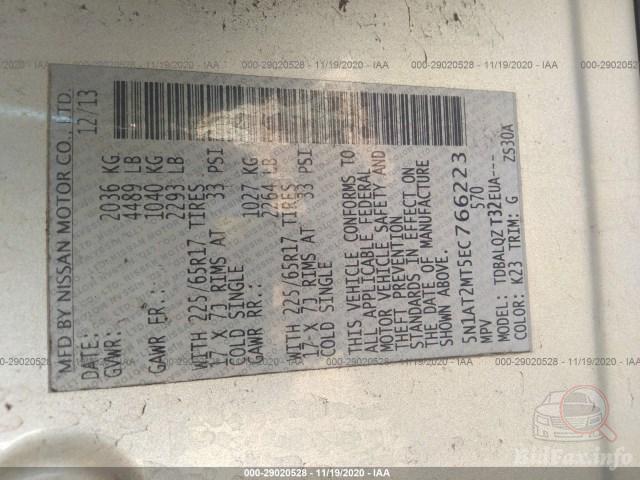 MFD BY NISSAN MOTOR CO., LTD.
DATE: 12/13
GVWR: 2036 KG
4489 LB
GAWR FR.: 1040 KG
2293 LB
WITH 225/65R17 TIRES
17 X 7J RIMS AT 33 PSI
COLD SINGLE
GAWR RR.: 1027 KG
2264 LB
WITH 225/65R17 TIRES
17 X 7J RIMS AT 33 PSI
COLD SINGLE
THIS VEHICLE CONFORMS TO
ALL APPLICABLE FEDERAL
MOTOR VEHICLE SAFETY AND
THEFT PREVENTION
STANDARDS IN EFFECT ON
THE DATE OF MANUFACTURE
SHOWN ABOVE.
5N1AT2MT5EC766223
MPV 570
MODEL: TDBALQZ T32EUA---
COLOR: K23 TRIM: G ZS30A
000-29020528 - 11/19/2020 - IAA
BidFax.info